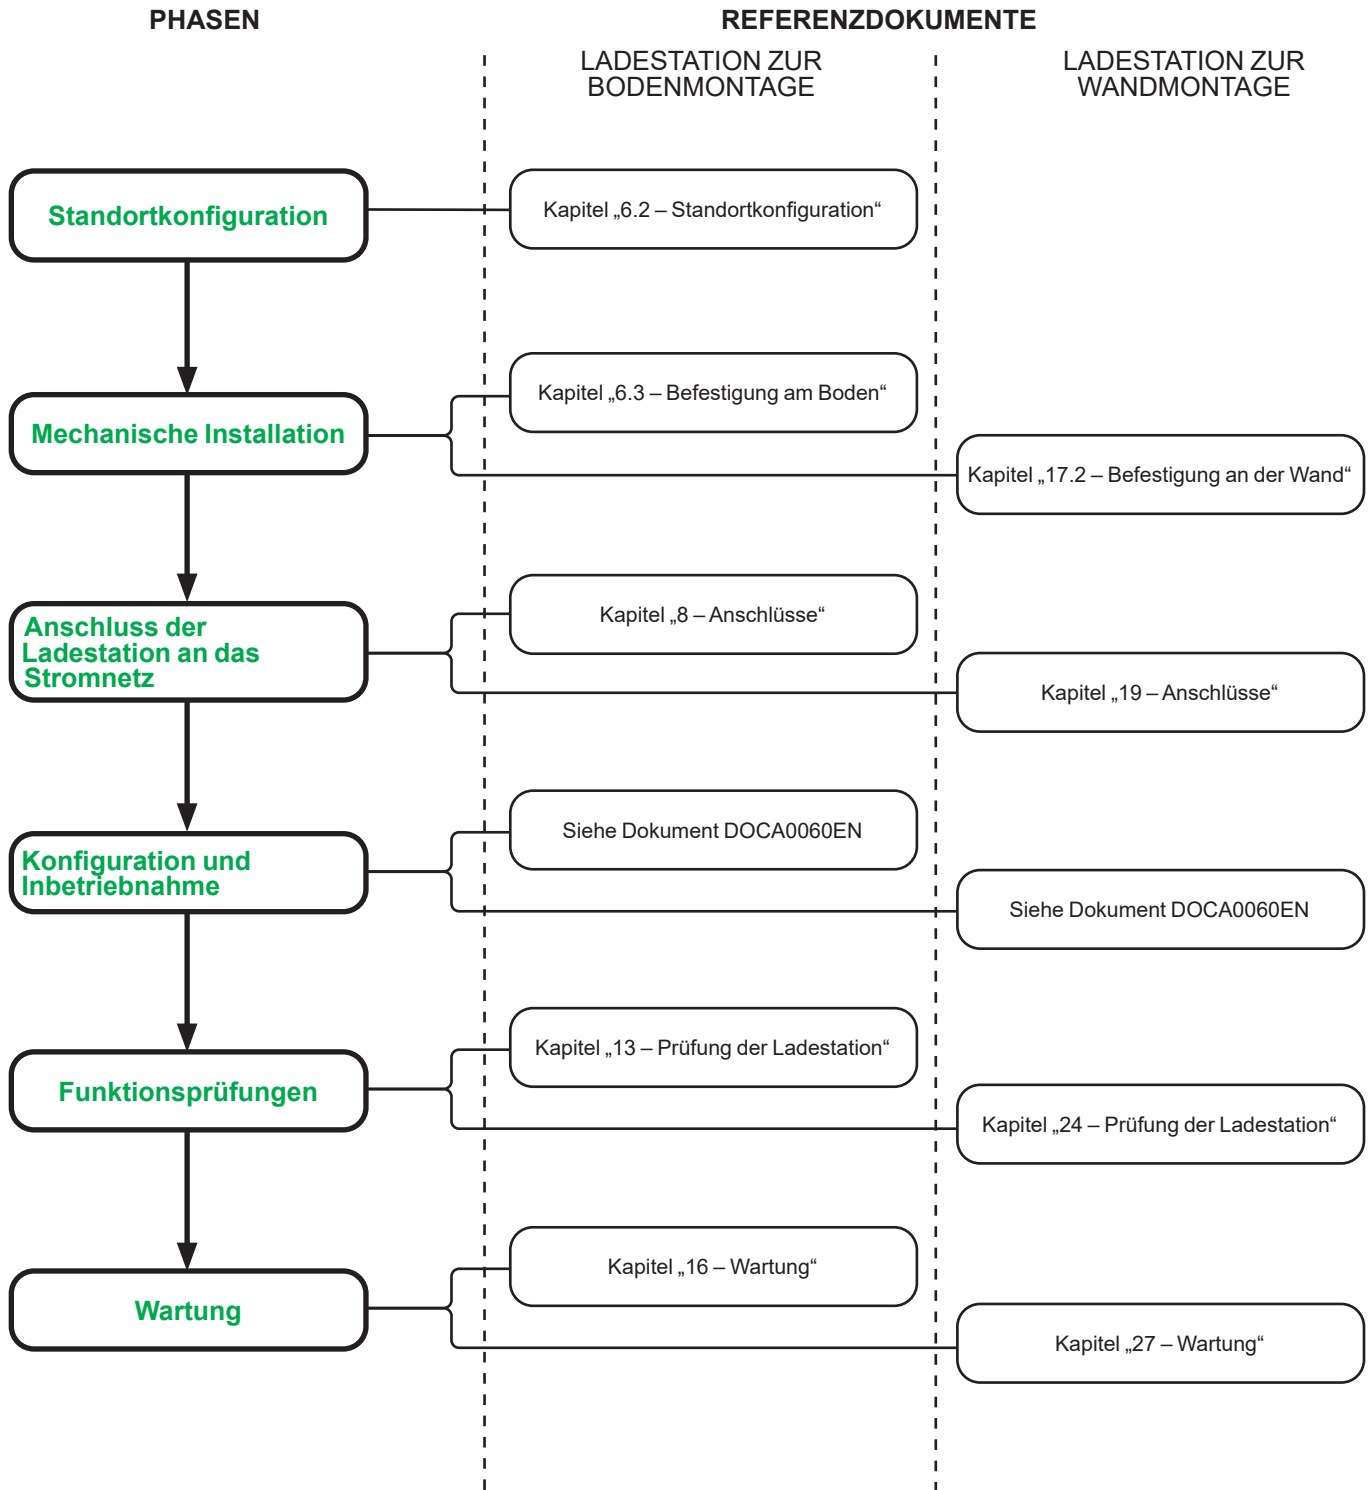 PHASEN
REFERENZDOKUMENTE
LADESTATION ZUR
BODENMONTAGE
LADESTATION ZUR
WANDMONTAGE
Standortkonfiguration
Kapitel „6.2 – Standortkonfiguration“
Mechanische Installation
Kapitel „6.3 – Befestigung am Boden“
Kapitel „17.2 – Befestigung an der Wand“
Anschluss der
Ladestation an das
Stromnetz
Kapitel „8 – Anschlüsse“
Kapitel „19 – Anschlüsse“
Konfiguration und
Inbetriebnahme
Siehe Dokument DOCA0060EN
Siehe Dokument DOCA0060EN
Funktionsprüfungen
Kapitel „13 – Prüfung der Ladestation“
Kapitel „24 – Prüfung der Ladestation“
Wartung
Kapitel „16 – Wartung“
Kapitel „27 – Wartung“